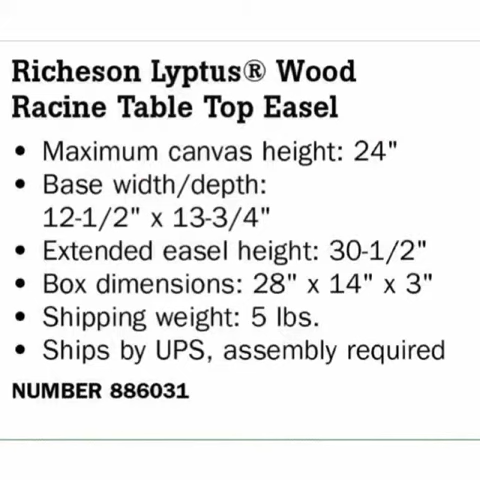 Richeson Lyptus® Wood
Racine Table Top Easel
• Maximum canvas height: 24"
• Base width/depth:
12-1/2" x 13-3/4"
• Extended easel height: 30-1/2"
• Box dimensions: 28" x 14" x 3"
• Shipping weight: 5 lbs.
• Ships by UPS, assembly required
NUMBER 886031